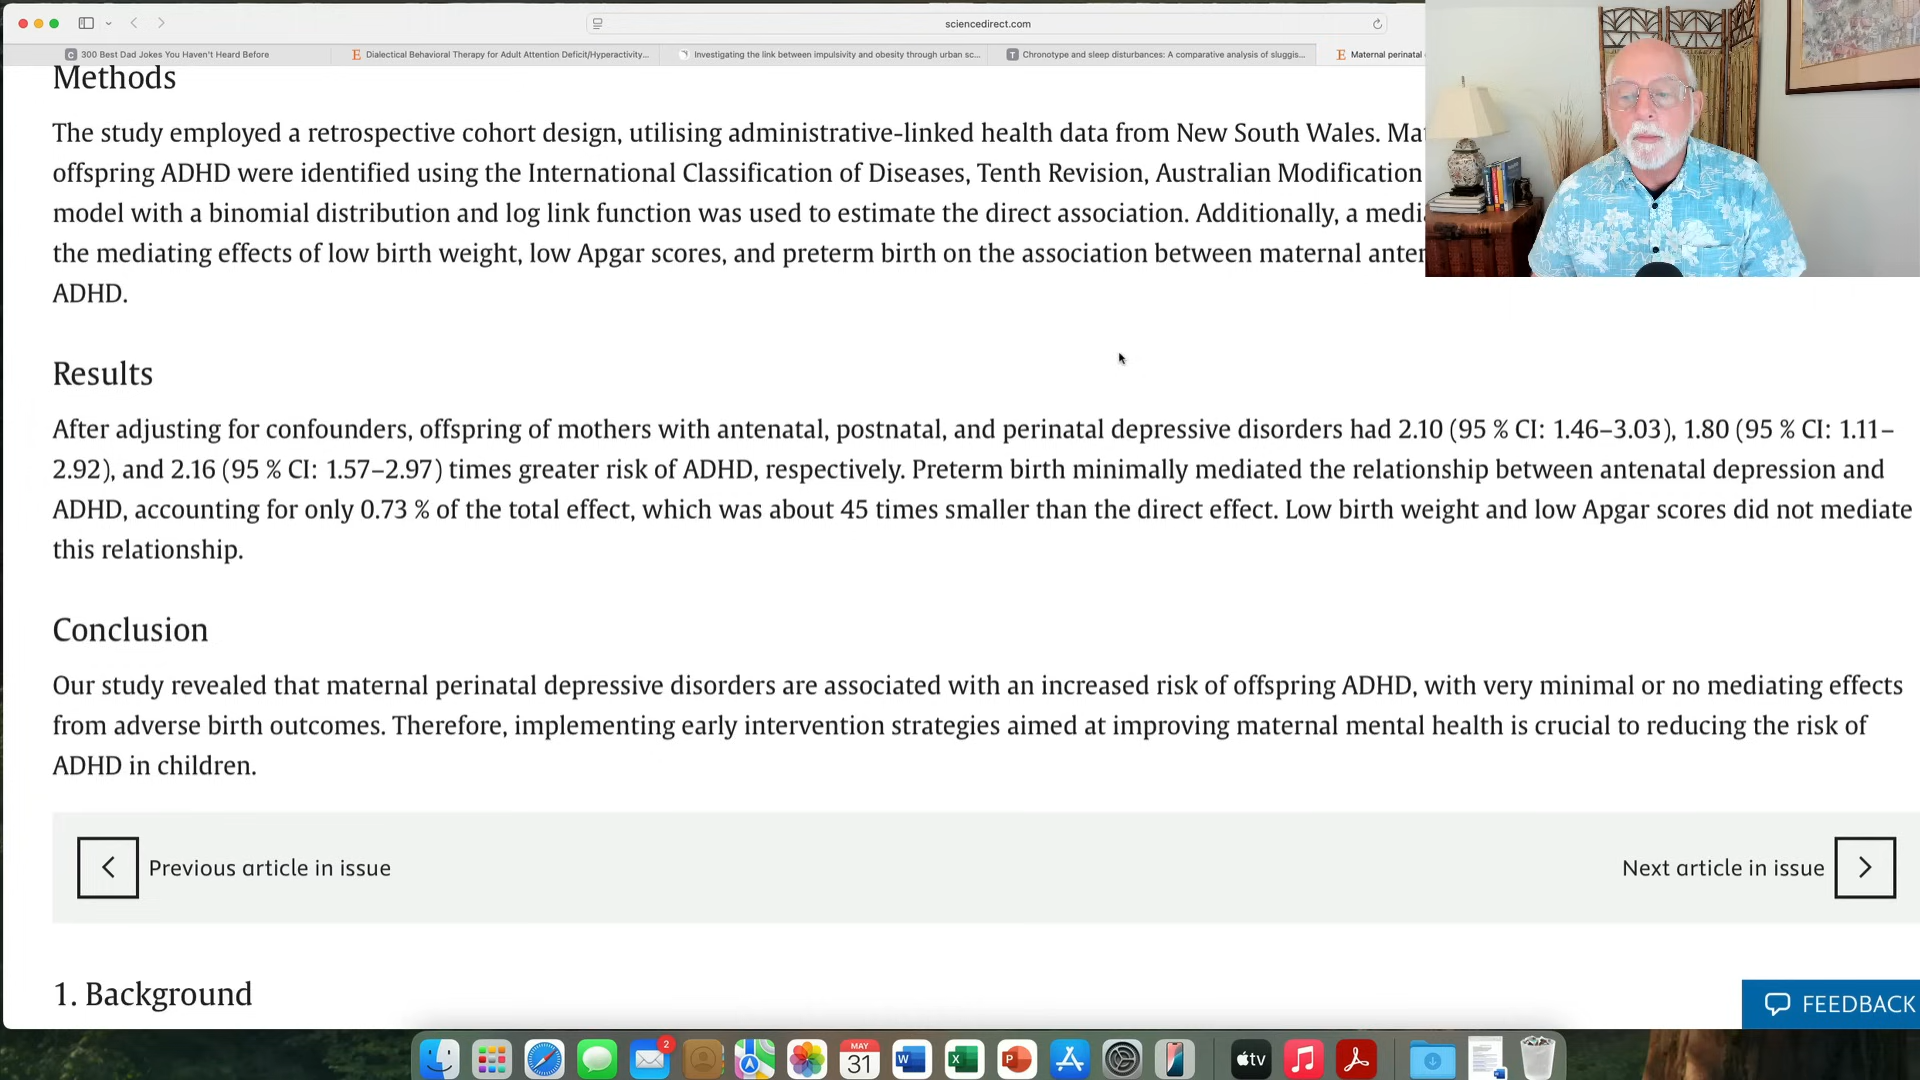 sciencedirect.com
300 Best Dad Jokes You Haven't Heard Before
Dialectical Behavioral Therapy for Adult Attention Deficit/Hyperactivity...
Investigating the link between impulsivity and obesity through urban sc...
Chronotype and sleep disturbances: A comparative analysis of sluggis...
Maternal perinatal
Methods
The study employed a retrospective cohort design, utilising administrative-linked health data from New South Wales. Mat
offspring ADHD were identified using the International Classification of Diseases, Tenth Revision, Australian Modification
model with a binomial distribution and log link function was used to estimate the direct association. Additionally, a medi
the mediating effects of low birth weight, low Apgar scores, and preterm birth on the association between maternal anten
ADHD.
Results
After adjusting for confounders, offspring of mothers with antenatal, postnatal, and perinatal depressive disorders had 2.10 (95 % CI: 1.46–3.03), 1.80 (95 % CI: 1.11–
2.92), and 2.16 (95 % CI: 1.57–2.97) times greater risk of ADHD, respectively. Preterm birth minimally mediated the relationship between antenatal depression and
ADHD, accounting for only 0.73 % of the total effect, which was about 45 times smaller than the direct effect. Low birth weight and low Apgar scores did not mediate
this relationship.
Conclusion
Our study revealed that maternal perinatal depressive disorders are associated with an increased risk of offspring ADHD, with very minimal or no mediating effects
from adverse birth outcomes. Therefore, implementing early intervention strategies aimed at improving maternal mental health is crucial to reducing the risk of
ADHD in children.
Previous article in issue
Next article in issue
1. Background
FEEDBACK
2
MAY
31
tv